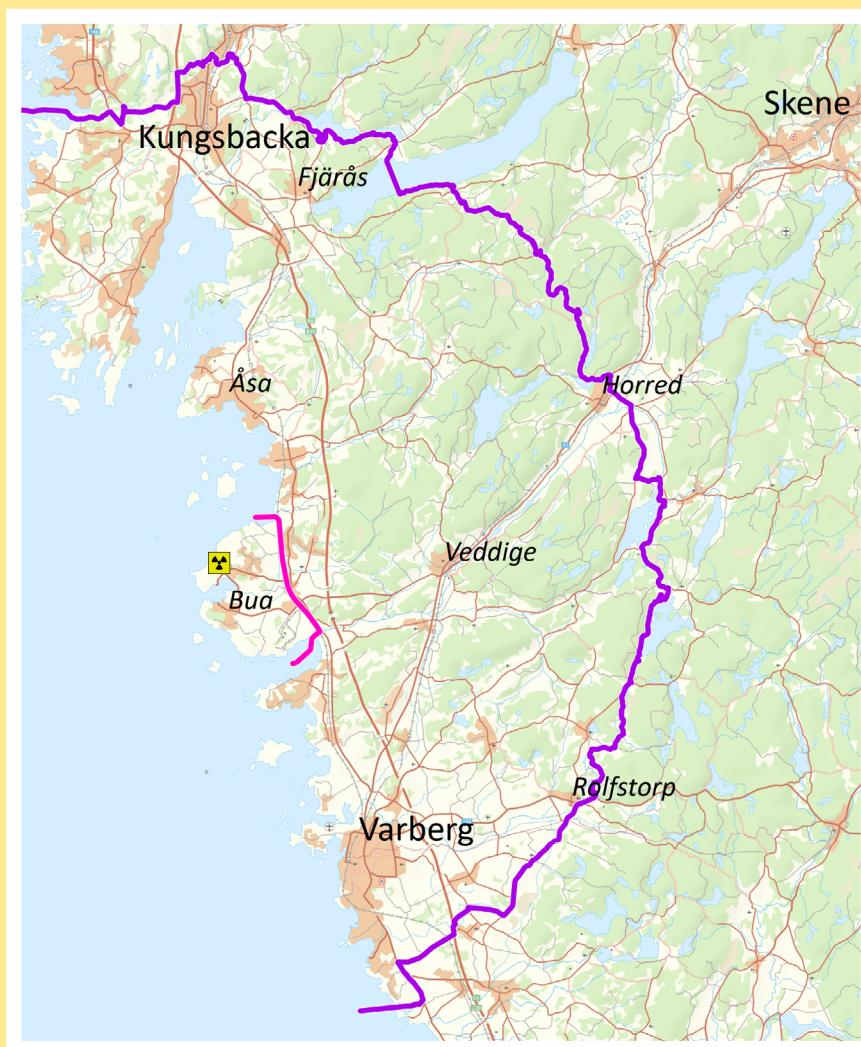 Skene
Kungsbacka
Fjärås
Åsa
Horred
Veddige
Bua
Rolfstorp
Varberg